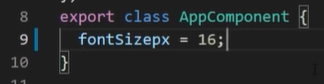 8 export class AppComponent {
9 fontSizepx = 16;
10 }